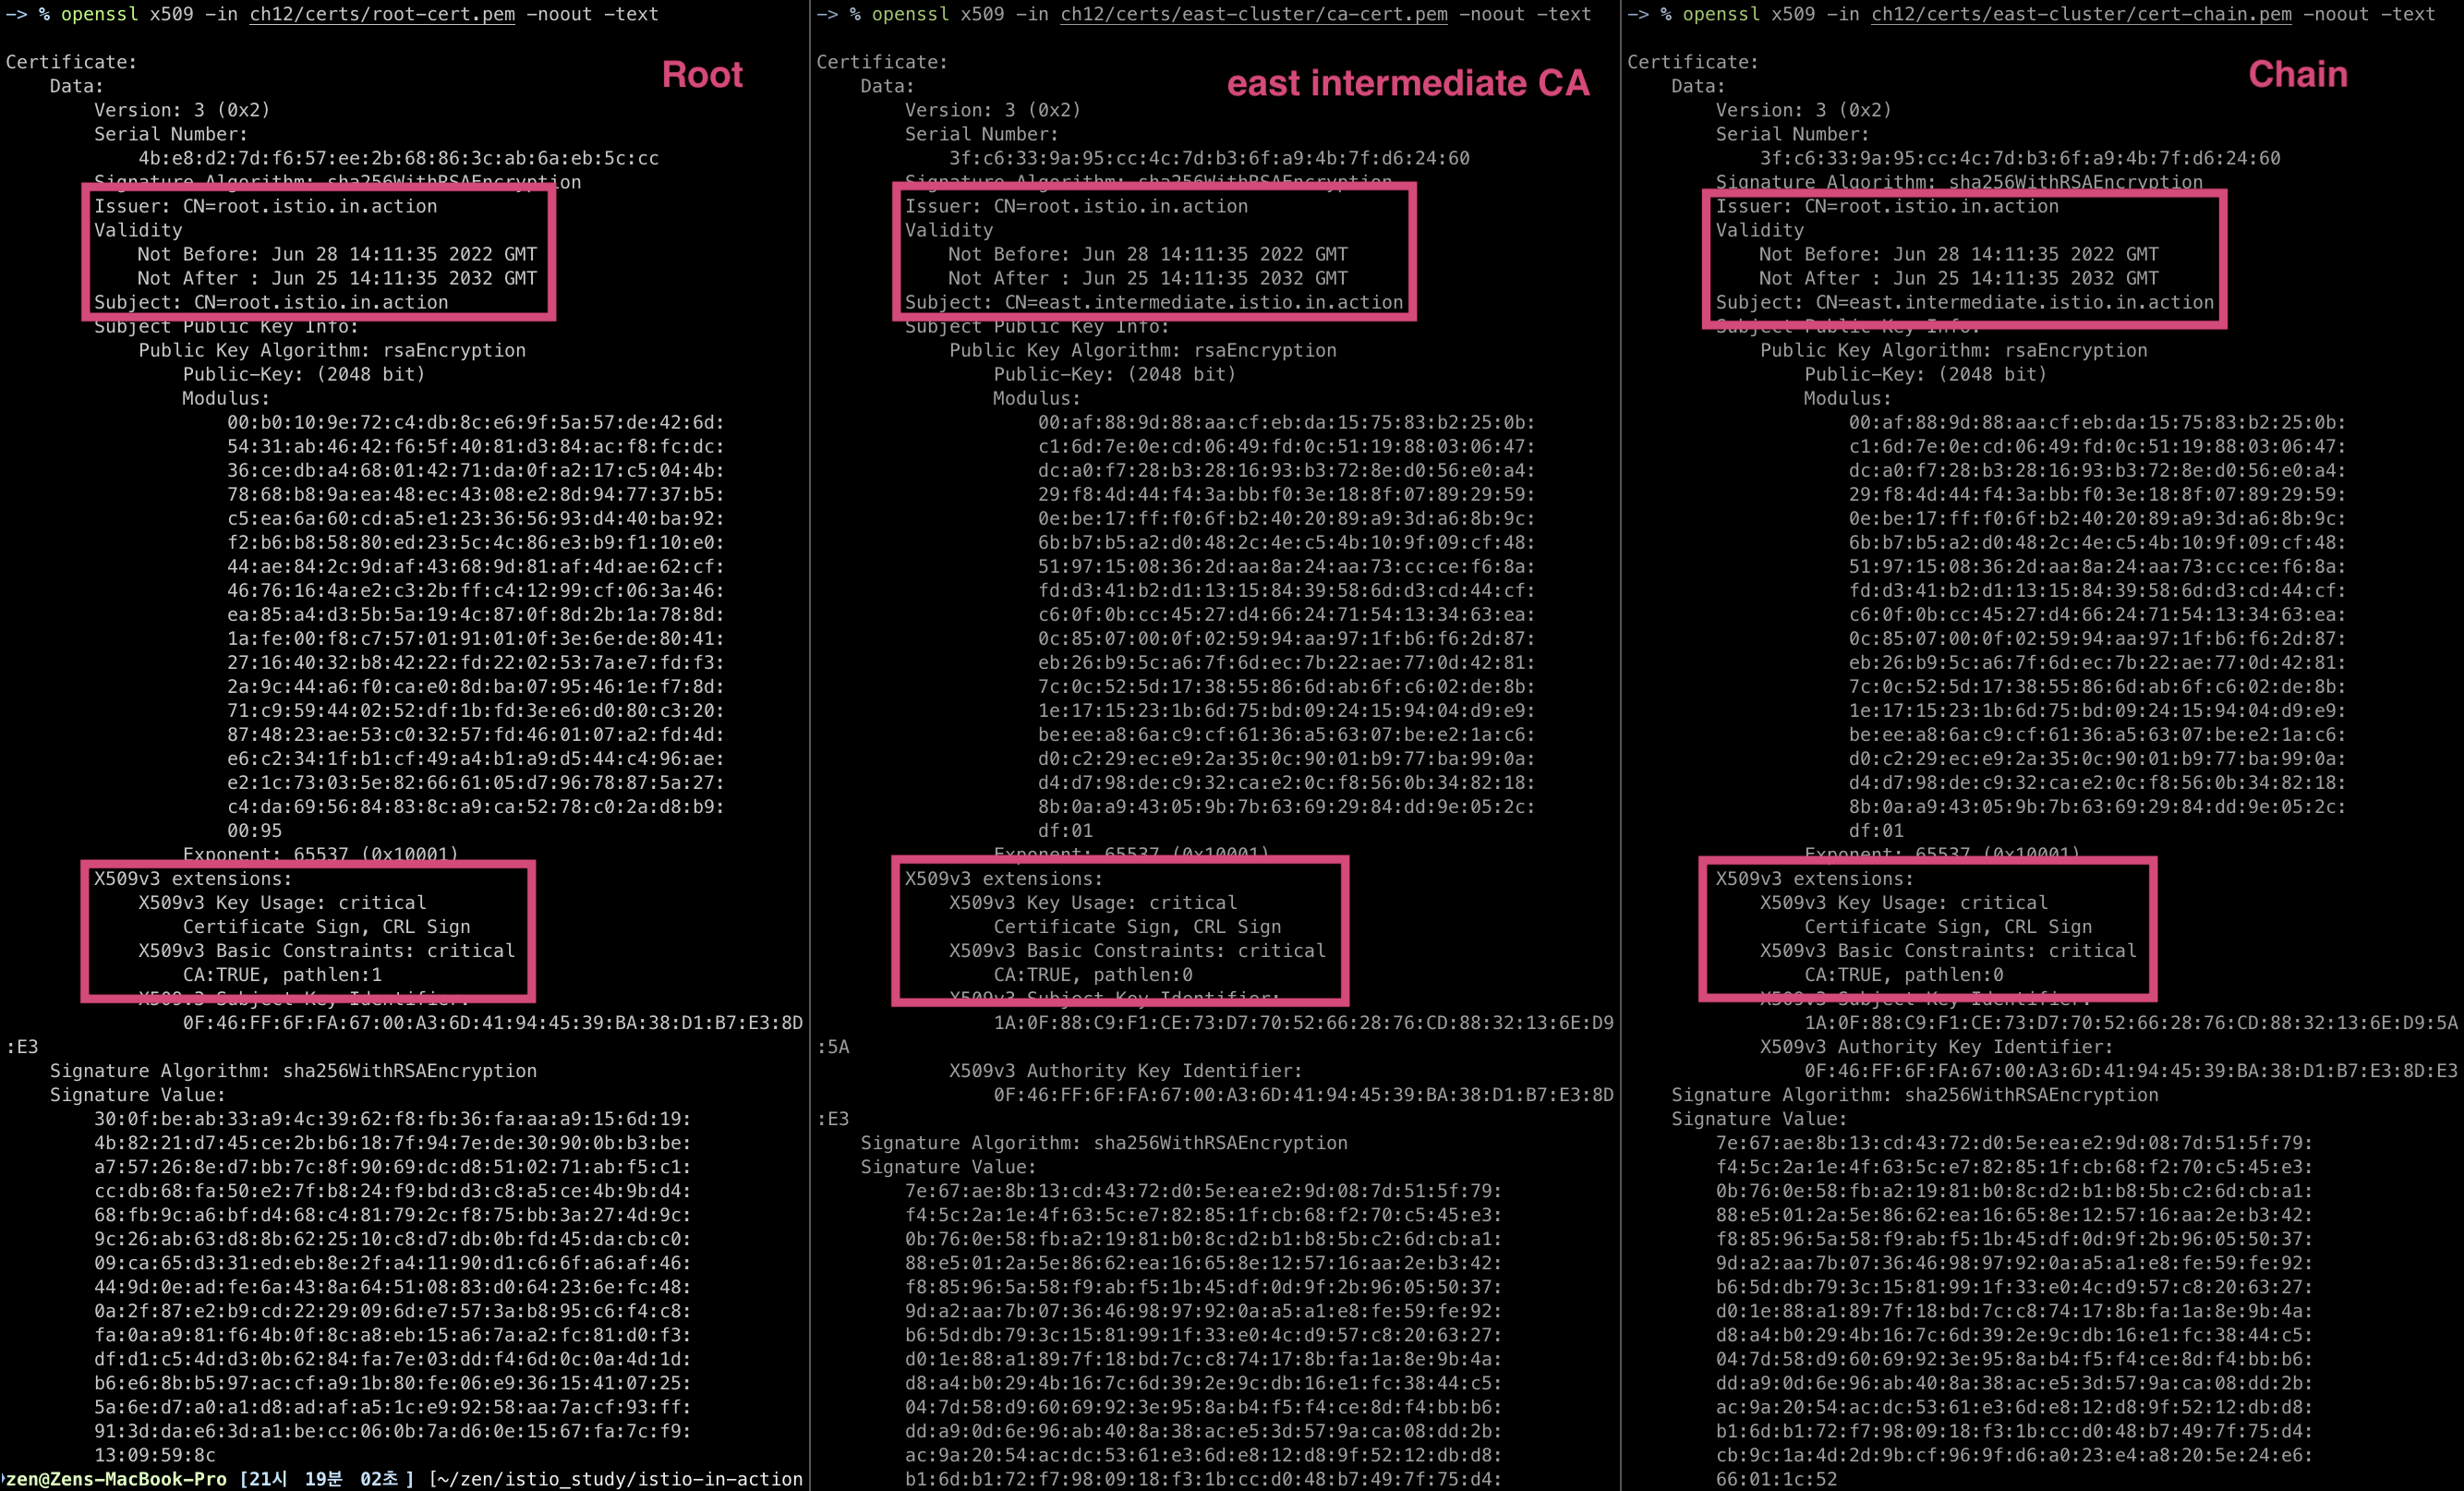 -> % openssl x509 -in ch12/certs/root-cert.pem -noout -text
Root
Certificate:
Data:
Version: 3 (0x2)
Serial Number:
4b:e8:d2:7d:f6:57:ee:2b:68:86:3c:ab:6a:eb:5c:cc
Signature Algorithm: sha256WithRSAEncryption
Issuer: CN=root.istio.in.action
Validity
Not Before: Jun 28 14:11:35 2022 GMT
Not After : Jun 25 14:11:35 2032 GMT
Subject: CN=root.istio.in.action
Subject Public Key Info:
Public Key Algorithm: rsaEncryption
Public-Key: (2048 bit)
Modulus:
00:b0:10:9e:72:c4:db:8c:e6:9f:5a:57:de:42:6d:
54:31:ab:46:42:f6:5f:40:81:d3:84:ac:f8:fc:dc:
36:ce:db:a4:68:01:42:71:da:0f:a2:17:c5:04:4b:
78:68:b8:9a:ea:48:ec:43:08:e2:8d:94:77:37:b5:
c5:ea:6a:60:cd:a5:e1:23:36:56:93:d4:40:ba:92:
f2:b6:b8:58:80:ed:23:5c:4c:86:e3:b9:f1:10:e0:
44:ae:84:2c:9d:af:43:68:9d:81:af:4d:ae:62:cf:
46:76:16:4a:e2:c3:2b:ff:c4:12:99:cf:06:3a:46:
ea:85:a4:d3:5b:5a:19:4c:87:0f:8d:2b:1a:78:8d:
1a:fe:00:f8:c7:57:01:91:01:0f:3e:6e:de:80:41:
27:16:40:32:b8:42:22:fd:22:02:53:7a:e7:fd:f3:
2a:9c:44:a6:f0:ca:e0:8d:ba:07:95:46:1e:f7:8d:
71:c9:59:44:02:52:df:1b:fd:3e:e6:d0:80:c3:20:
87:48:23:ae:53:c0:32:57:fd:46:01:07:a2:fd:4d:
e6:c2:34:1f:b1:cf:49:a4:b1:a9:d5:44:c4:96:ae:
e2:1c:73:03:5e:82:66:61:05:d7:96:78:87:5a:27:
c4:da:69:56:84:83:8c:a9:ca:52:78:c0:2a:d8:b9:
00:95
Exponent: 65537 (0x10001)
X509v3 extensions:
X509v3 Key Usage: critical
Certificate Sign, CRL Sign
X509v3 Basic Constraints: critical
CA:TRUE, pathlen:1
X509v3 Subject Key Identifier:
0F:46:FF:6F:FA:67:00:A3:6D:41:94:45:39:BA:38:D1:B7:E3:8D
:E3
Signature Algorithm: sha256WithRSAEncryption
Signature Value:
30:0f:be:ab:33:a9:4c:39:62:f8:fb:36:fa:aa:a9:15:6d:19:
4b:82:21:d7:45:ce:2b:b6:18:7f:94:7e:de:30:90:0b:b3:be:
a7:57:26:8e:d7:bb:7c:8f:90:69:dc:d8:51:02:71:ab:f5:c1:
cc:db:68:fa:50:e2:7f:b8:24:f9:bd:d3:c8:a5:ce:4b:9b:d4:
68:fb:9c:a6:bf:d4:68:c4:81:79:2c:f8:75:bb:3a:27:4d:9c:
9c:26:ab:63:d8:8b:62:25:10:c8:d7:db:0b:fd:45:da:cb:c0:
09:ca:65:d3:31:ed:eb:8e:2f:a4:11:90:d1:c6:6f:a6:af:46:
44:9d:0e:ad:fe:6a:43:8a:64:51:08:83:d0:64:23:6e:fc:48:
0a:2f:87:e2:b9:cd:22:29:09:6d:e7:57:3a:b8:95:c6:f4:c8:
fa:0a:a9:81:f6:4b:0f:8c:a8:eb:15:a6:7a:a2:fc:81:d0:f3:
df:d1:c5:4d:d3:0b:62:84:fa:7e:03:dd:f4:6d:0c:0a:4d:1d:
b6:e6:8b:b5:97:ac:cf:a9:1b:80:fe:06:e9:36:15:41:07:25:
5a:6e:d7:a0:a1:d8:ad:af:a5:1c:e9:92:58:aa:7a:cf:93:ff:
91:3d:da:e6:3d:a1:be:cc:06:0b:7a:d6:0e:15:67:fa:7c:f9:
13:09:59:8c
zen@Zens-MacBook-Pro [21시 19분 02초 ] [~/zen/istio_study/istio-in-action
-> % openssl x509 -in ch12/certs/east-cluster/ca-cert.pem -noout -text
east intermediate CA
Certificate:
Data:
Version: 3 (0x2)
Serial Number:
3f:c6:33:9a:95:cc:4c:7d:b3:6f:a9:4b:7f:d6:24:60
Signature Algorithm: sha256WithRSAEncryption
Issuer: CN=root.istio.in.action
Validity
Not Before: Jun 28 14:11:35 2022 GMT
Not After : Jun 25 14:11:35 2032 GMT
Subject: CN=east.intermediate.istio.in.action
Subject Public Key Info:
Public Key Algorithm: rsaEncryption
Public-Key: (2048 bit)
Modulus:
00:af:88:9d:88:aa:cf:eb:da:15:75:83:b2:25:0b:
c1:6d:7e:0e:cd:06:49:fd:0c:51:19:88:03:06:47:
dc:a0:f7:28:b3:28:16:93:b3:72:8e:d0:56:e0:a4:
29:f8:4d:44:f4:3a:bb:f0:3e:18:8f:07:89:29:59:
0e:be:17:ff:f0:6f:b2:40:20:89:a9:3d:a6:8b:9c:
6b:b7:b5:a2:d0:48:2c:4e:c5:4b:10:9f:09:cf:48:
51:97:15:08:36:2d:aa:8a:24:aa:73:cc:ce:f6:8a:
fd:d3:41:b2:d1:13:15:84:39:58:6d:d3:cd:44:cf:
c6:0f:0b:cc:45:27:d4:66:24:71:54:13:34:63:ea:
0c:85:07:00:0f:02:59:94:aa:97:1f:b6:f6:2d:87:
eb:26:b9:5c:a6:7f:6d:ec:7b:22:ae:77:0d:42:81:
7c:0c:52:5d:17:38:55:86:6d:ab:6f:c6:02:de:8b:
1e:17:15:23:1b:6d:75:bd:09:24:15:94:04:d9:e9:
be:ee:a8:6a:c9:cf:61:36:a5:63:07:be:e2:1a:c6:
d0:c2:29:ec:e9:2a:35:0c:90:01:b9:77:ba:99:0a:
d4:d7:98:de:c9:32:ca:e2:0c:f8:56:0b:34:82:18:
8b:0a:a9:43:05:9b:7b:63:69:29:84:dd:9e:05:2c:
df:01
Exponent: 65537 (0x10001)
X509v3 extensions:
X509v3 Key Usage: critical
Certificate Sign, CRL Sign
X509v3 Basic Constraints: critical
CA:TRUE, pathlen:0
X509v3 Subject Key Identifier:
1A:0F:88:C9:F1:CE:73:D7:70:52:66:28:76:CD:88:32:13:6E:D9
:5A
X509v3 Authority Key Identifier:
0F:46:FF:6F:FA:67:00:A3:6D:41:94:45:39:BA:38:D1:B7:E3:8D
:E3
Signature Algorithm: sha256WithRSAEncryption
Signature Value:
7e:67:ae:8b:13:cd:43:72:d0:5e:ea:e2:9d:08:7d:51:5f:79:
f4:5c:2a:1e:4f:63:5c:e7:82:85:1f:cb:68:f2:70:c5:45:e3:
0b:76:0e:58:fb:a2:19:81:b0:8c:d2:b1:b8:5b:c2:6d:cb:a1:
88:e5:01:2a:5e:86:62:ea:16:65:8e:12:57:16:aa:2e:b3:42:
f8:85:96:5a:58:f9:ab:f5:1b:45:df:0d:9f:2b:96:05:50:37:
9d:a2:aa:7b:07:36:46:98:97:92:0a:a5:a1:e8:fe:59:fe:92:
b6:5d:db:79:3c:15:81:99:1f:33:e0:4c:d9:57:c8:20:63:27:
d0:1e:88:a1:89:7f:18:bd:7c:c8:74:17:8b:fa:1a:8e:9b:4a:
d8:a4:b0:29:4b:16:7c:6d:39:2e:9c:db:16:e1:fc:38:44:c5:
04:7d:58:d9:60:69:92:3e:95:8a:b4:f5:f4:ce:8d:f4:bb:b6:
dd:a9:0d:6e:96:ab:40:8a:38:ac:e5:3d:57:9a:ca:08:dd:2b:
ac:9a:20:54:ac:dc:53:61:e3:6d:e8:12:d8:9f:52:12:db:d8:
b1:6d:b1:72:f7:98:09:18:f3:1b:cc:d0:48:b7:49:7f:75:d4:
-> % openssl x509 -in ch12/certs/east-cluster/cert-chain.pem -noout -text
Chain
Certificate:
Data:
Version: 3 (0x2)
Serial Number:
3f:c6:33:9a:95:cc:4c:7d:b3:6f:a9:4b:7f:d6:24:60
Signature Algorithm: sha256WithRSAEncryption
Issuer: CN=root.istio.in.action
Validity
Not Before: Jun 28 14:11:35 2022 GMT
Not After : Jun 25 14:11:35 2032 GMT
Subject: CN=east.intermediate.istio.in.action
Subject Public Key Info:
Public Key Algorithm: rsaEncryption
Public-Key: (2048 bit)
Modulus:
00:af:88:9d:88:aa:cf:eb:da:15:75:83:b2:25:0b:
c1:6d:7e:0e:cd:06:49:fd:0c:51:19:88:03:06:47:
dc:a0:f7:28:b3:28:16:93:b3:72:8e:d0:56:e0:a4:
29:f8:4d:44:f4:3a:bb:f0:3e:18:8f:07:89:29:59:
0e:be:17:ff:f0:6f:b2:40:20:89:a9:3d:a6:8b:9c:
6b:b7:b5:a2:d0:48:2c:4e:c5:4b:10:9f:09:cf:48:
51:97:15:08:36:2d:aa:8a:24:aa:73:cc:ce:f6:8a:
fd:d3:41:b2:d1:13:15:84:39:58:6d:d3:cd:44:cf:
c6:0f:0b:cc:45:27:d4:66:24:71:54:13:34:63:ea:
0c:85:07:00:0f:02:59:94:aa:97:1f:b6:f6:2d:87:
eb:26:b9:5c:a6:7f:6d:ec:7b:22:ae:77:0d:42:81:
7c:0c:52:5d:17:38:55:86:6d:ab:6f:c6:02:de:8b:
1e:17:15:23:1b:6d:75:bd:09:24:15:94:04:d9:e9:
be:ee:a8:6a:c9:cf:61:36:a5:63:07:be:e2:1a:c6:
d0:c2:29:ec:e9:2a:35:0c:90:01:b9:77:ba:99:0a:
d4:d7:98:de:c9:32:ca:e2:0c:f8:56:0b:34:82:18:
8b:0a:a9:43:05:9b:7b:63:69:29:84:dd:9e:05:2c:
df:01
Exponent: 65537 (0x10001)
X509v3 extensions:
X509v3 Key Usage: critical
Certificate Sign, CRL Sign
X509v3 Basic Constraints: critical
CA:TRUE, pathlen:0
X509v3 Subject Key Identifier:
1A:0F:88:C9:F1:CE:73:D7:70:52:66:28:76:CD:88:32:13:6E:D9:5A
X509v3 Authority Key Identifier:
0F:46:FF:6F:FA:67:00:A3:6D:41:94:45:39:BA:38:D1:B7:E3:8D:E3
Signature Algorithm: sha256WithRSAEncryption
Signature Value:
7e:67:ae:8b:13:cd:43:72:d0:5e:ea:e2:9d:08:7d:51:5f:79:
f4:5c:2a:1e:4f:63:5c:e7:82:85:1f:cb:68:f2:70:c5:45:e3:
0b:76:0e:58:fb:a2:19:81:b0:8c:d2:b1:b8:5b:c2:6d:cb:a1:
88:e5:01:2a:5e:86:62:ea:16:65:8e:12:57:16:aa:2e:b3:42:
f8:85:96:5a:58:f9:ab:f5:1b:45:df:0d:9f:2b:96:05:50:37:
9d:a2:aa:7b:07:36:46:98:97:92:0a:a5:a1:e8:fe:59:fe:92:
b6:5d:db:79:3c:15:81:99:1f:33:e0:4c:d9:57:c8:20:63:27:
d0:1e:88:a1:89:7f:18:bd:7c:c8:74:17:8b:fa:1a:8e:9b:4a:
d8:a4:b0:29:4b:16:7c:6d:39:2e:9c:db:16:e1:fc:38:44:c5:
04:7d:58:d9:60:69:92:3e:95:8a:b4:f5:f4:ce:8d:f4:bb:b6:
dd:a9:0d:6e:96:ab:40:8a:38:ac:e5:3d:57:9a:ca:08:dd:2b:
ac:9a:20:54:ac:dc:53:61:e3:6d:e8:12:d8:9f:52:12:db:d8:
b1:6d:b1:72:f7:98:09:18:f3:1b:cc:d0:48:b7:49:7f:75:d4:
cb:9c:1a:4d:2d:9b:cf:96:9f:d6:a0:23:e4:a8:20:5e:24:e6:
66:01:1c:52